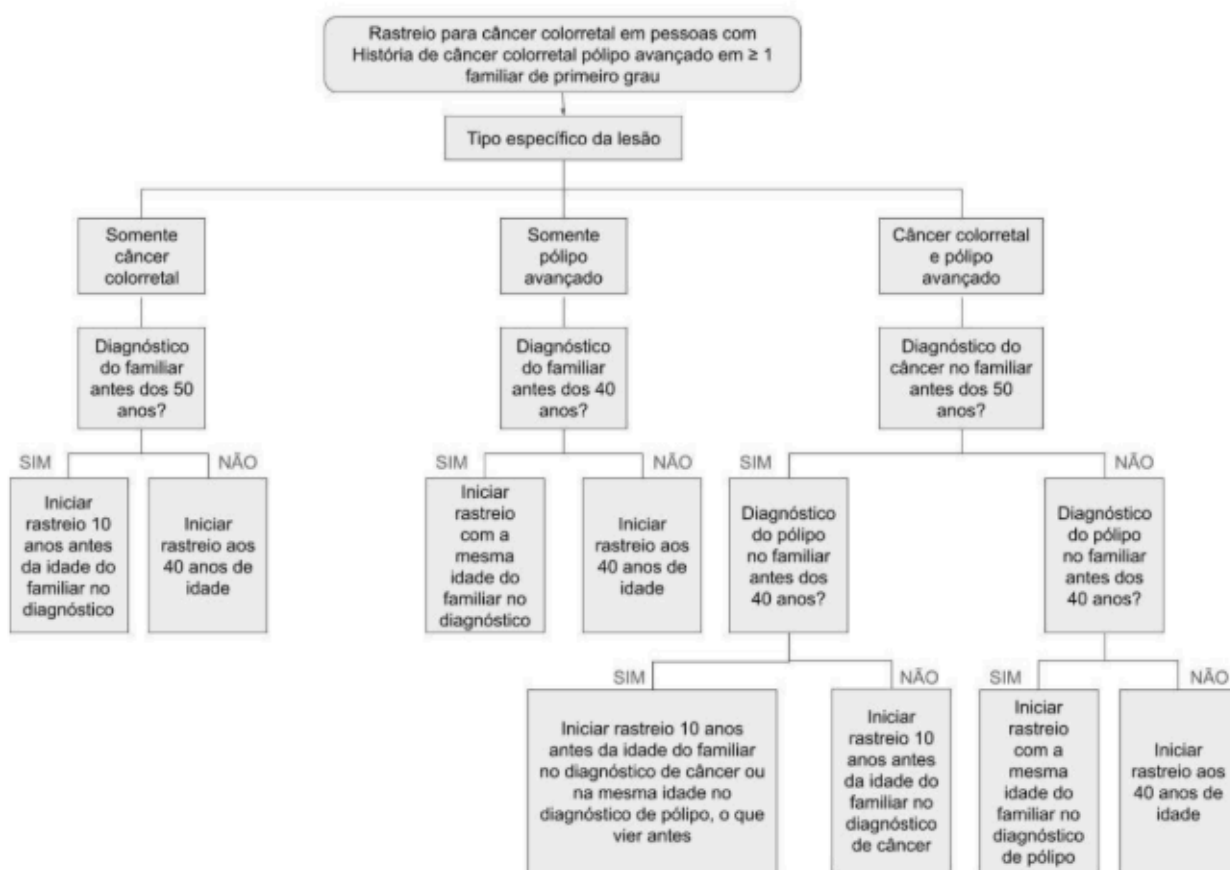 Rastreio para câncer colorretal em pessoas com
História de câncer colorretal pólipo avançado em ≥ 1
familiar de primeiro grau
Tipo específico da lesão
Somente
câncer
colorretal
Somente
pólipo
avançado
Câncer colorretal
e pólipo
avançado
Diagnóstico
do familiar
antes dos 50
anos?
Diagnóstico
do familiar
antes dos 40
anos?
Diagnóstico do
câncer no familiar
antes dos 50
anos?
SIM
NÃO
SIM
NÃO
SIM
NÃO
Iniciar
rastreio 10
anos antes
da idade do
familiar no
diagnóstico
Iniciar
rastreio aos
40 anos de
idade
Iniciar
rastreio
com a
mesma
idade do
familiar no
diagnóstico
Iniciar
rastreio aos
40 anos de
idade
Diagnóstico
do pólipo
no familiar
antes dos
40 anos?
Diagnóstico
do pólipo
no familiar
antes dos
40 anos?
SIM
NÃO
SIM
NÃO
Iniciar rastreio 10 anos
antes da idade do familiar
no diagnóstico de câncer ou
na mesma idade no
diagnóstico de pólipo, o que
vier antes
Iniciar
rastreio 10
anos antes
da idade do
familiar no
diagnóstico
de câncer
Iniciar
rastreio
com a
mesma
idade do
familiar no
diagnóstico
de pólipo
Iniciar
rastreio aos
40 anos de
idade